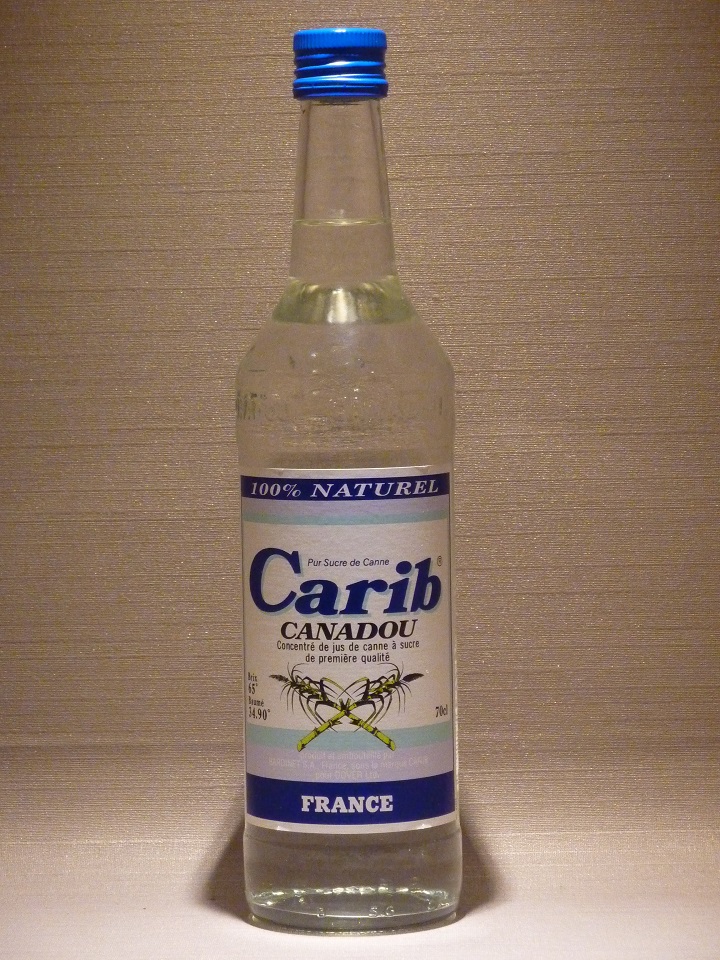 100% NATUREL
Pur Sucre de Canne
Carib®
CANADOU
Concentré de jus de canne à sucre
de première qualité
Brix
65°
Baumé
34.90°
70cl
FRANCE